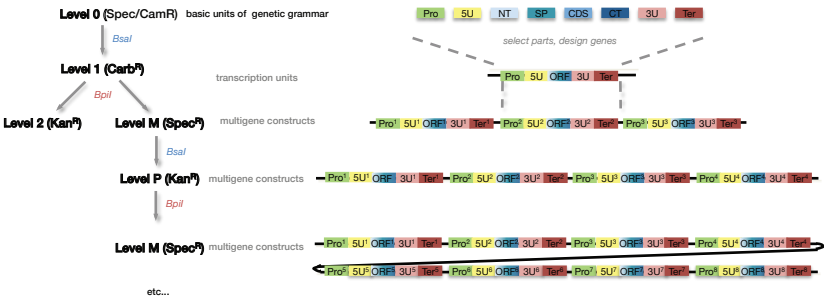 Level 0 (Spec/CamR) basic units of genetic grammar Pro 5U NT SP CDS CT 3U Ter
BsaI select parts, design genes
Level 1 (Carbᴿ) transcription units Pro 5U ORF 3U Ter
BpiI
Level 2 (Kanᴿ) Level M (Specᴿ) multigene constructs Pro¹ 5U¹ ORF¹ 3U¹ Ter¹ Pro² 5U² ORF² 3U² Ter² Pro³ 5U³ ORF³ 3U³ Ter³
BsaI
Level P (Kanᴿ) multigene constructs Pro¹ 5U¹ ORF¹ 3U¹ Ter¹ Pro² 5U² ORF² 3U² Ter² Pro³ 5U³ ORF³ 3U³ Ter³ Pro⁴ 5U⁴ ORF⁴ 3U⁴ Ter⁴
BpiI
Level M (Specᴿ) multigene constructs Pro¹ 5U¹ ORF¹ 3U¹ Ter¹ Pro² 5U² ORF² 3U² Ter² Pro³ 5U³ ORF³ 3U³ Ter³ Pro⁴ 5U⁴ ORF⁴ 3U⁴ Ter⁴
Pro⁵ 5U⁵ ORF⁵ 3U⁵ Ter⁵ Pro⁶ 5U⁶ ORF⁶ 3U⁶ Ter⁶ Pro⁷ 5U⁷ ORF⁷ 3U⁷ Ter⁷ Pro⁸ 5U⁸ ORF⁸ 3U⁸ Ter⁸
etc...